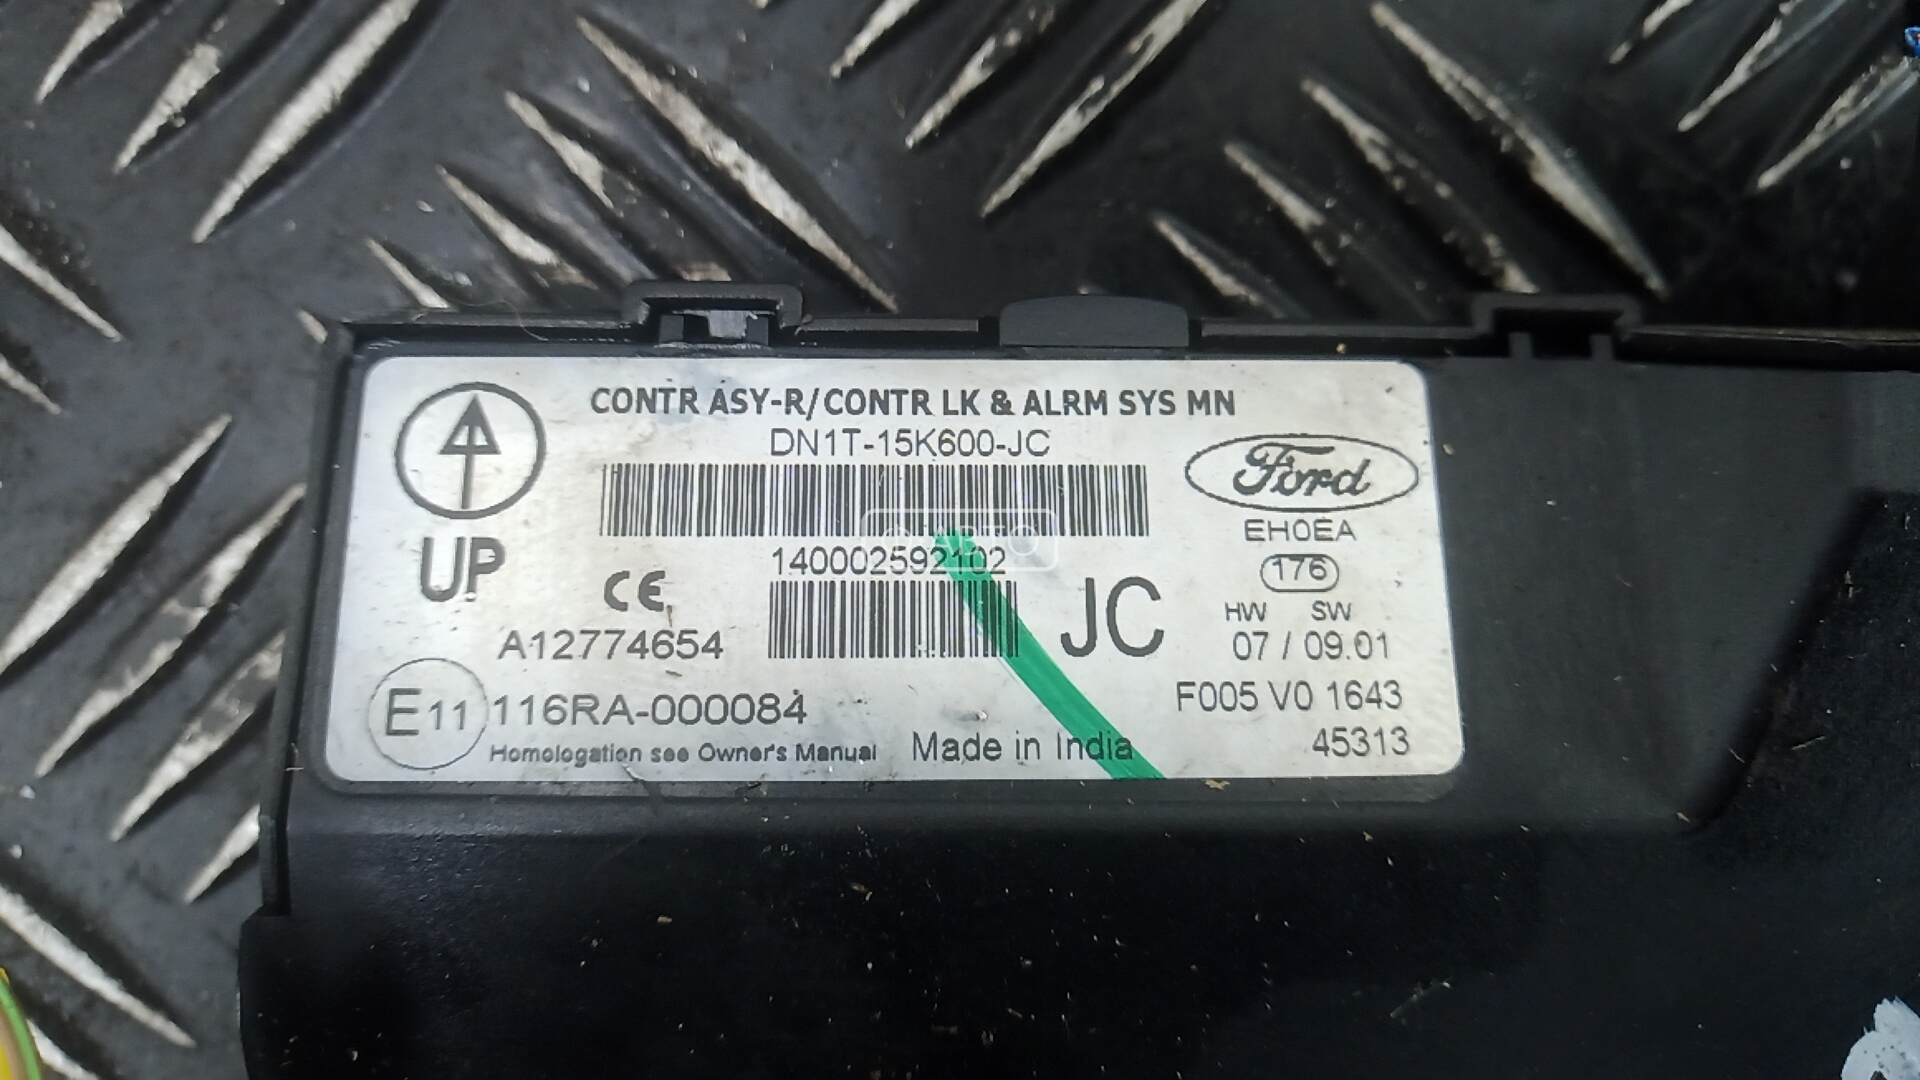 CONTR ASY-R/CONTR LK & ALRM SYS MN
DN1T-15K600-JC
Ford
EH0EA
UP
140002592102
176
CE
JC
HW SW
A12774654
07 / 09.01
E11 116RA-000084
F005 V0 1643
Homologation see Owner's Manual
Made in India
45313